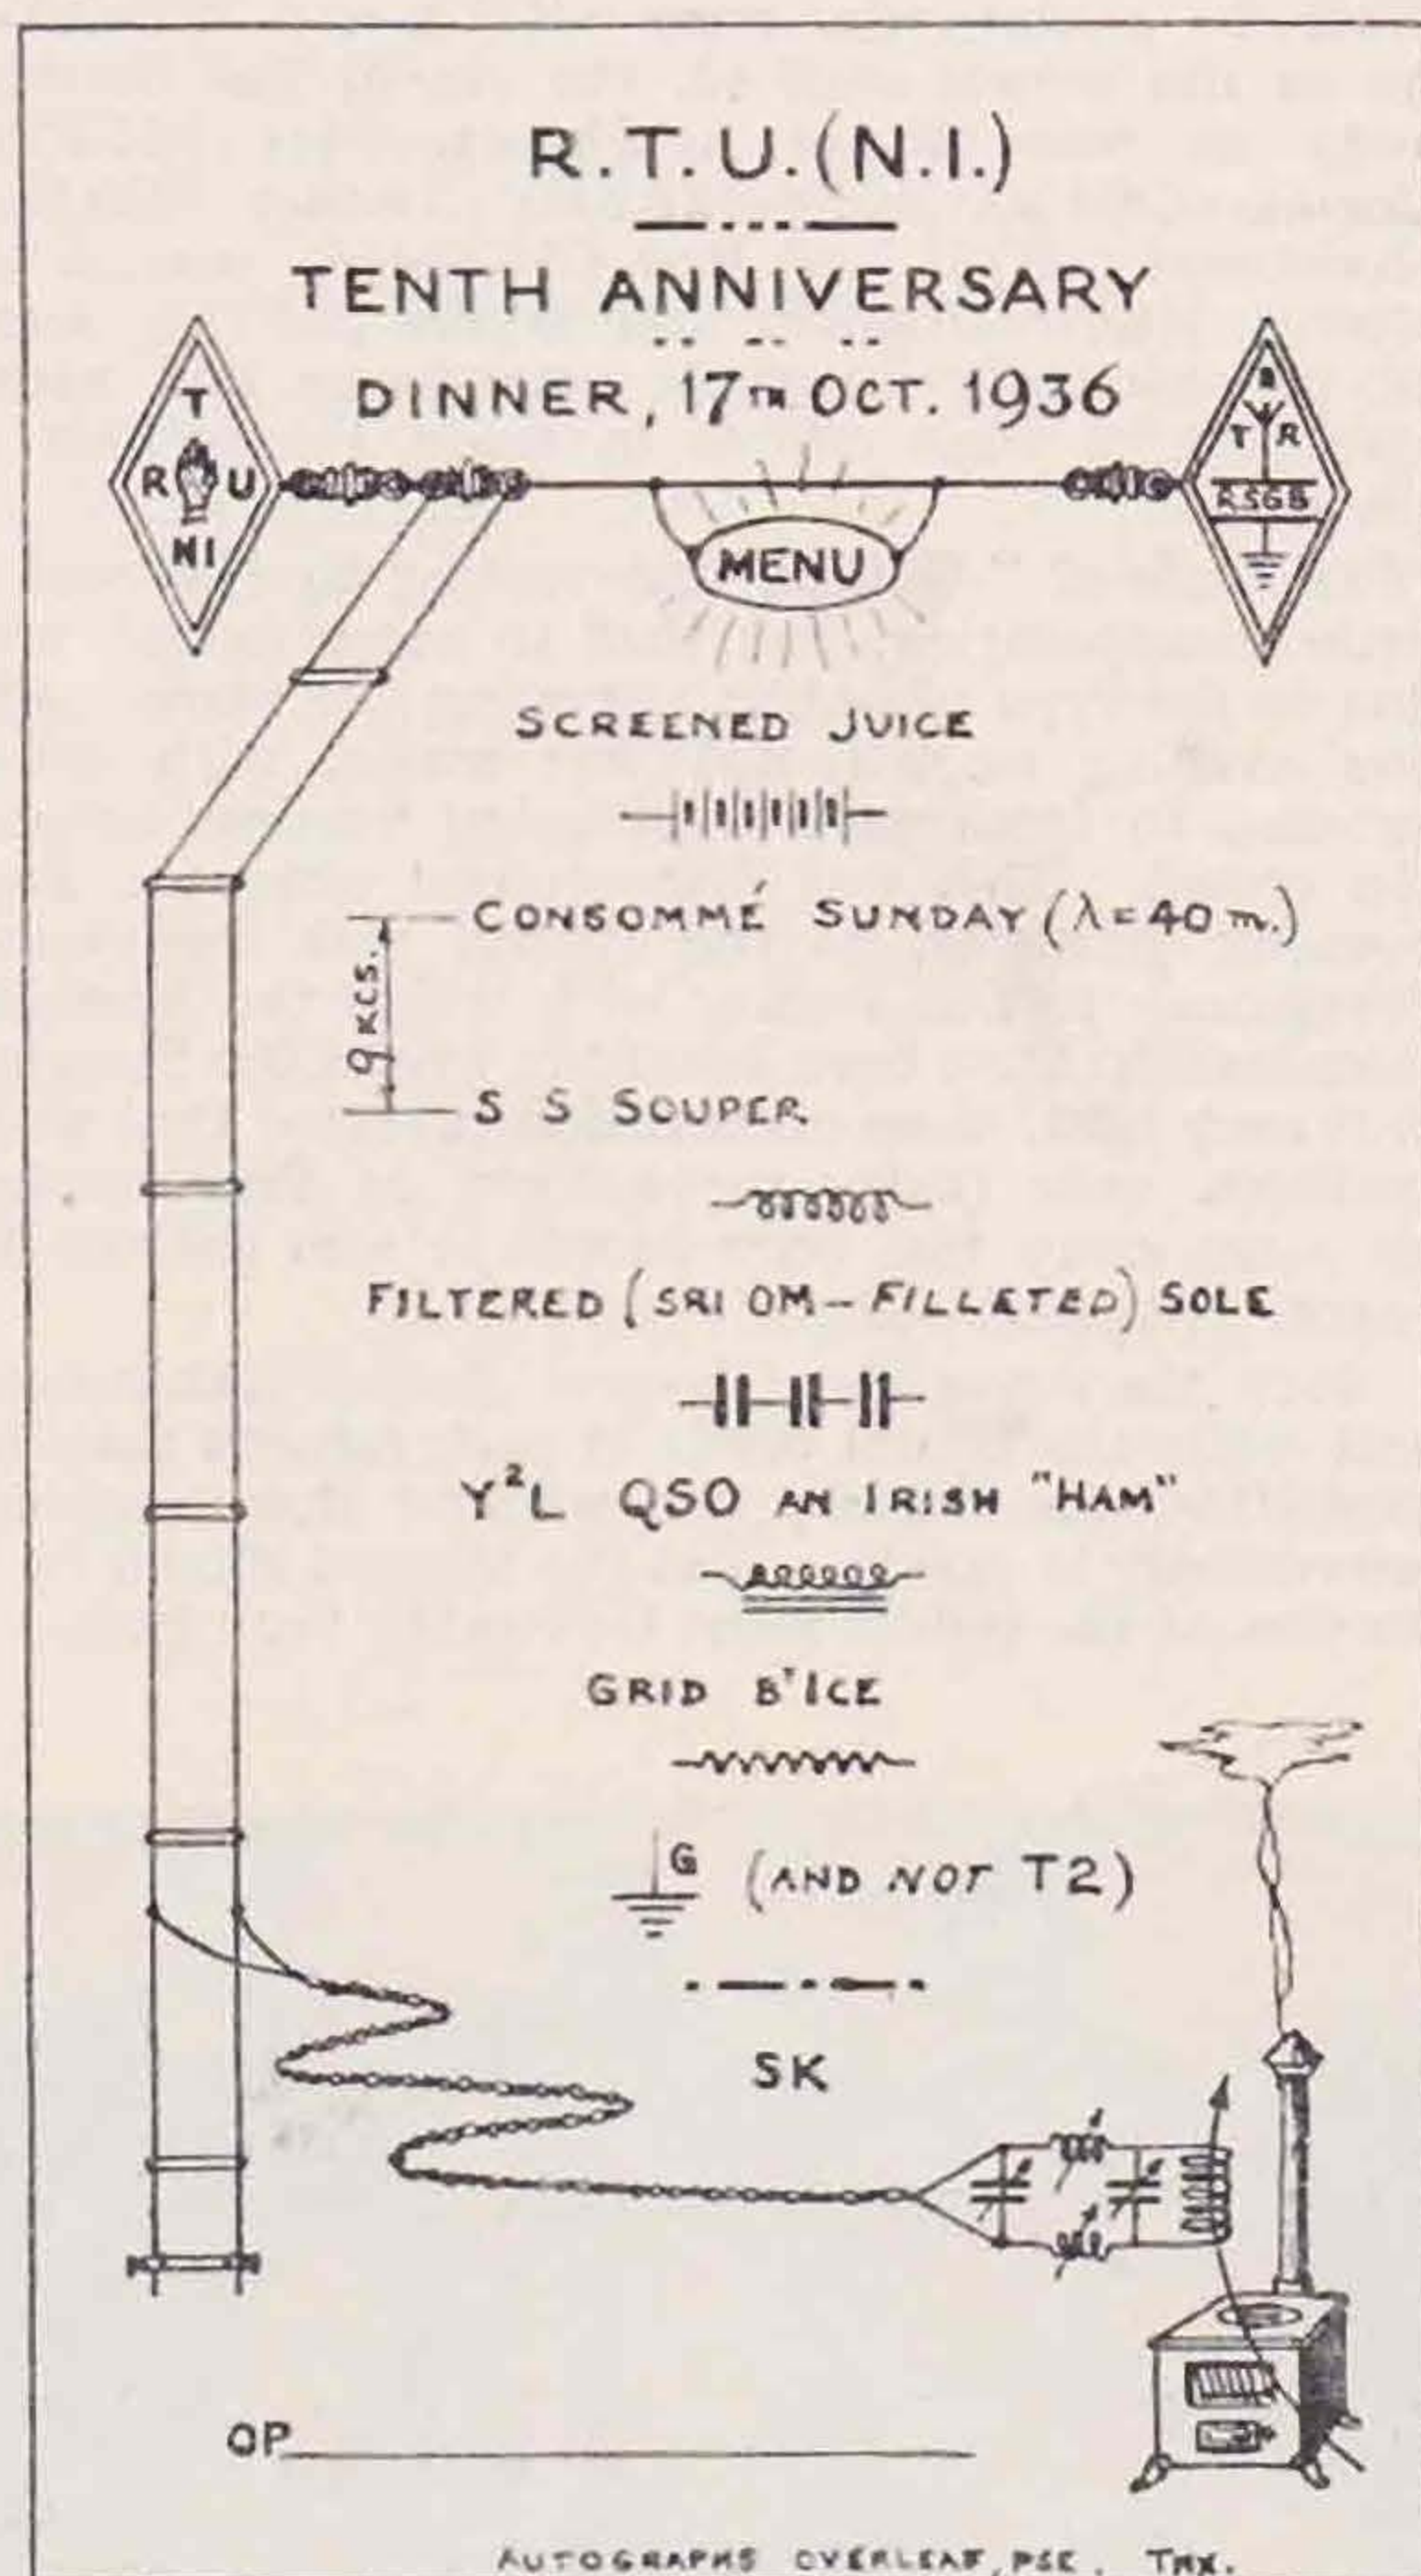 R.T.U.(N.I.)
TENTH ANNIVERSARY
DINNER, 17TH OCT. 1936
T
R U
NI
R
T R
RSGB
MENU
SCREENED JUICE
CONSOMMÉ SUNDAY (λ=40 m.)
9 KCS.
S S SOUPER
FILTERED (SRI OM - FILLETED) SOLE
Y²L QSO AN IRISH "HAM"
GRID B'ICE
G (AND NOT T2)
SK
OP
AUTOGRAPHS OVERLEAF, PSE. TNX.